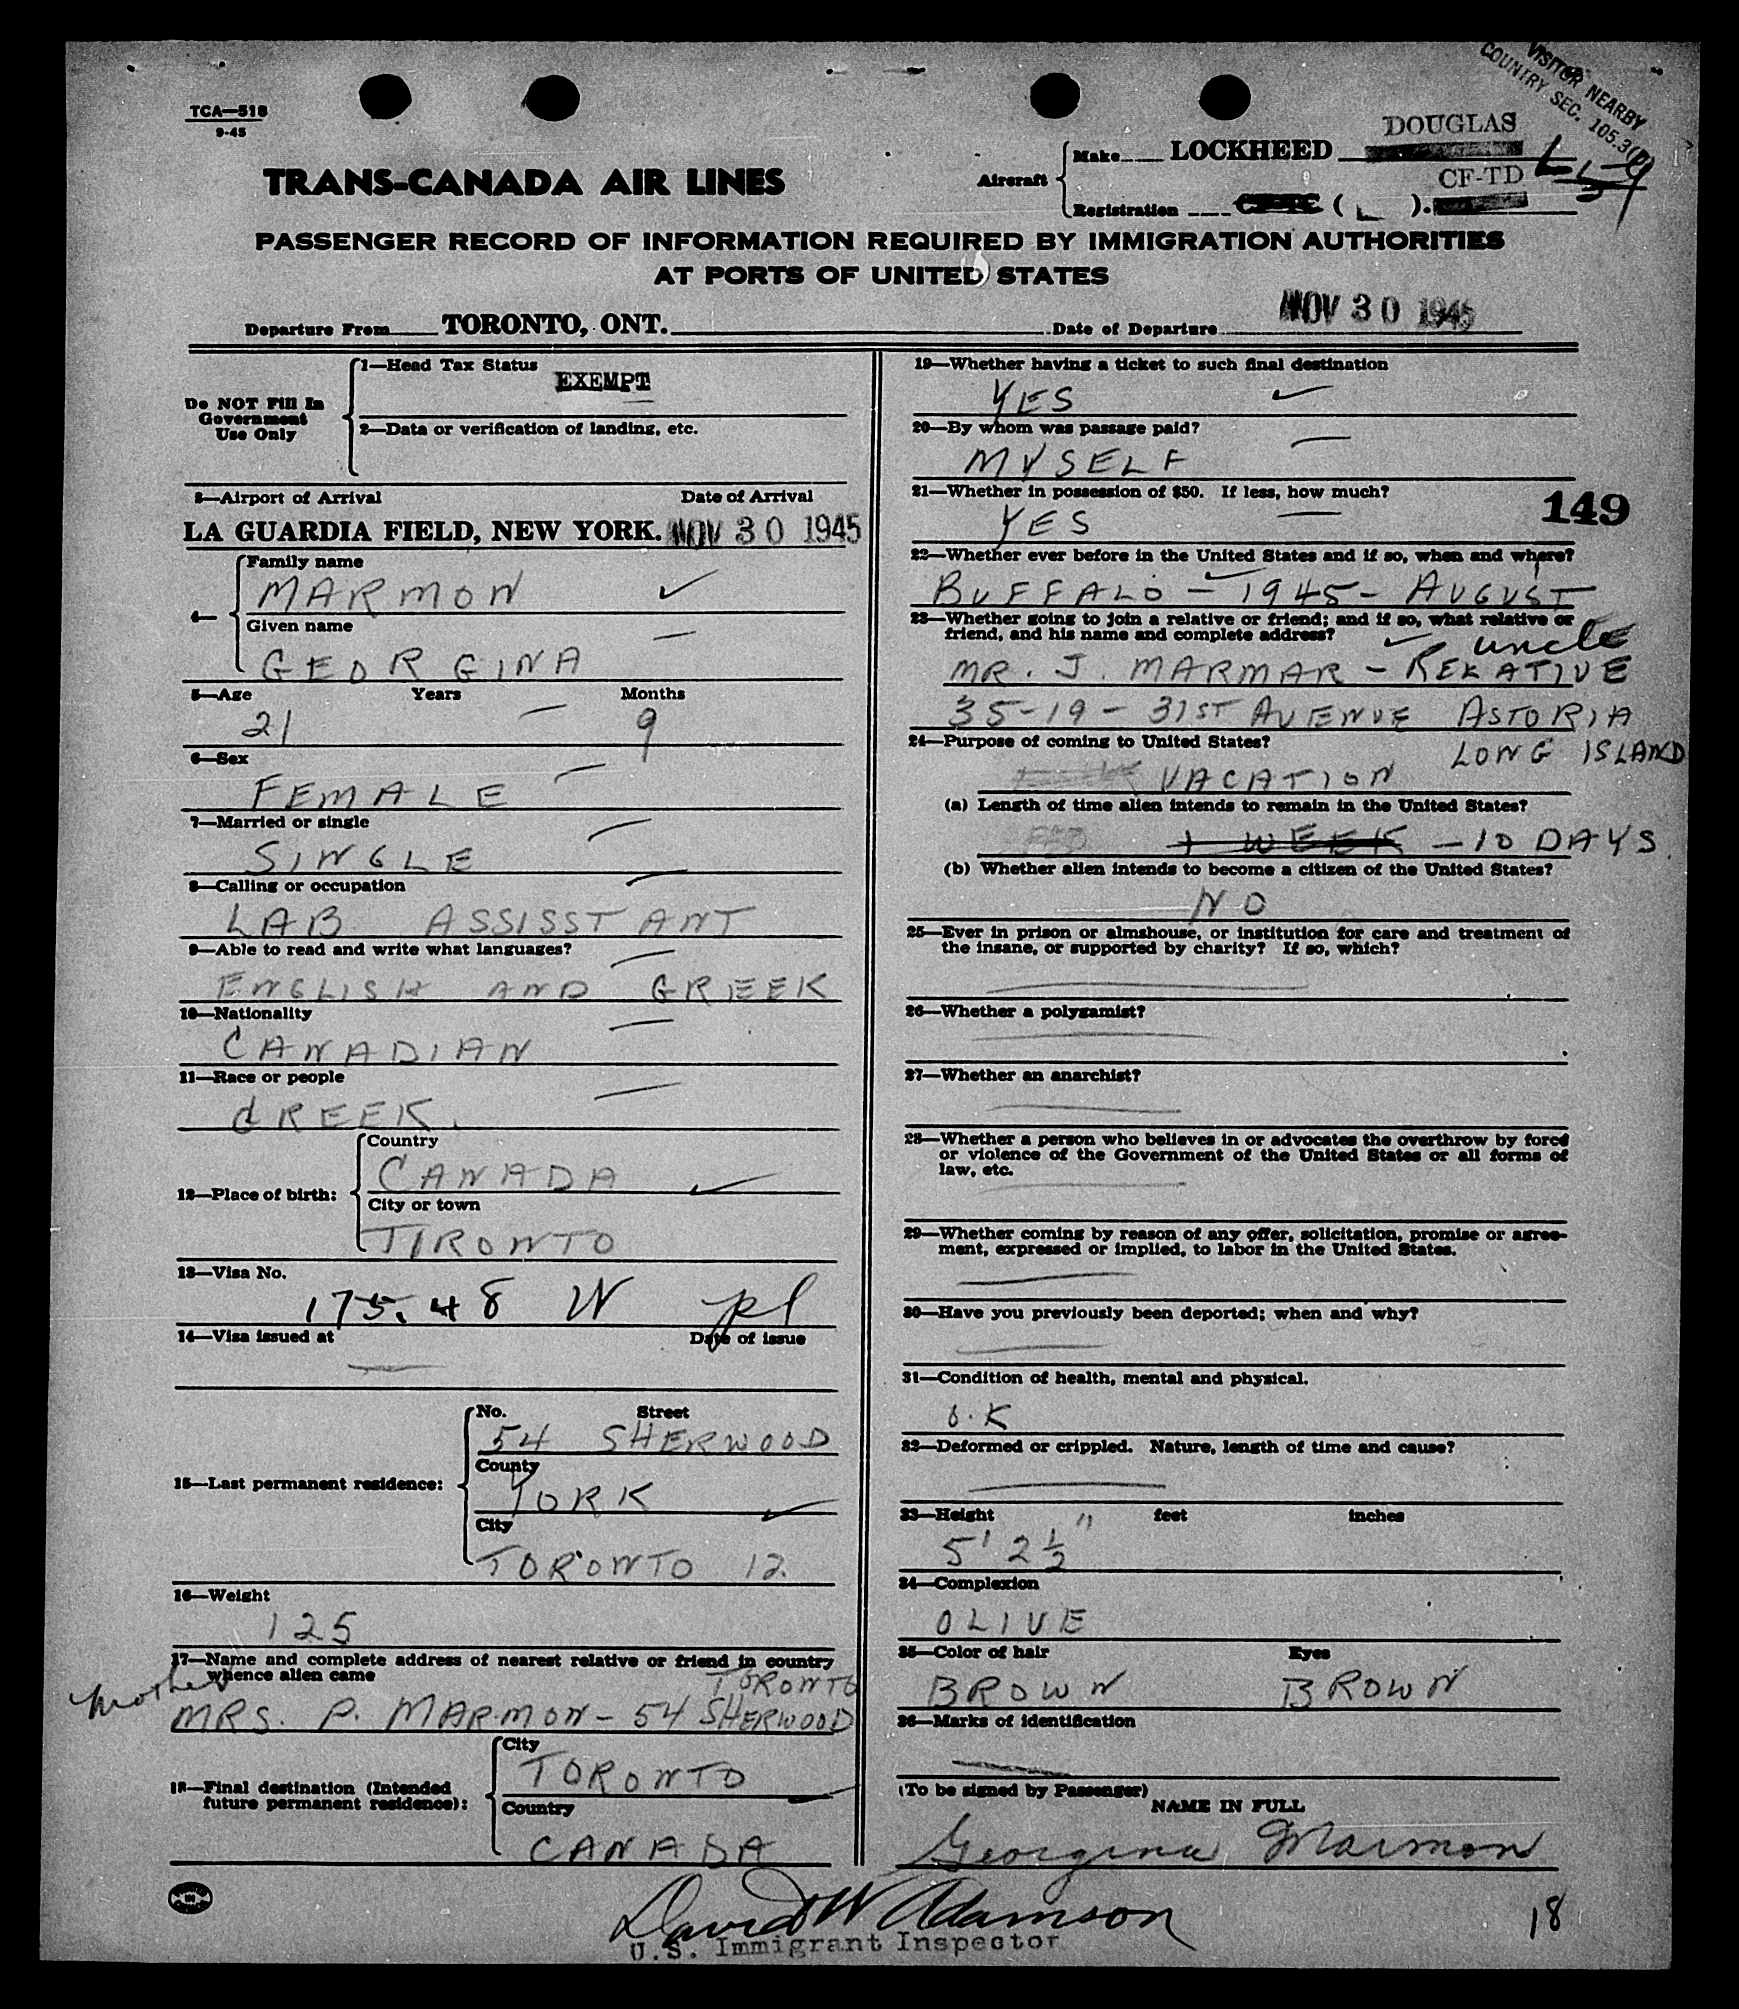 VISITOR NEARBY
COUNTRY SEC. 105.3(b)
TCA—518
9-45
DOUGLAS
Make LOCKHEED
TRANS-CANADA AIR LINES
Aircraft
CF-TD
Registration ( L ).
PASSENGER RECORD OF INFORMATION REQUIRED BY IMMIGRATION AUTHORITIES
AT PORTS OF UNITED STATES
Departure From TORONTO, ONT. Date of Departure NOV 30 1945
Do NOT Fill In
Government
Use Only
1—Head Tax Status
EXEMPT
2—Data or verification of landing, etc.
3—Airport of Arrival Date of Arrival
LA GUARDIA FIELD, NEW YORK. NOV 30 1945
4—
Family name
MARMON
Given name
GEORGINA
5—Age Years Months
21 9
6—Sex
FEMALE
7—Married or single
SINGLE
8—Calling or occupation
LAB ASSISSTANT
9—Able to read and write what languages?
ENGLISH AND GREEK
10—Nationality
CANADIAN
11—Race or people
GREEK.
12—Place of birth:
Country
CANADA
City or town
TIRONTO
13—Visa No.
175.48 W pl
14—Visa issued at Date of issue
15—Last permanent residence:
No. Street
54 SHERWOOD
County
YORK
City
TORONTO 12.
16—Weight
125
17—Name and complete address of nearest relative or friend in country
whence alien came
mother
TORONTO
MRS. P. MARMON - 54 SHERWOOD
18—Final destination (Intended
future permanent residence):
City
TORONTO
Country
CANADA
19—Whether having a ticket to such final destination
YES
20—By whom was passage paid?
MYSELF
21—Whether in possession of $50. If less, how much?
149
YES
22—Whether ever before in the United States and if so, when and where?
BUFFALO - 1945 - AUGUST
23—Whether going to join a relative or friend; and if so, what relative or
friend, and his name and complete address?
uncle
MR. J. MARMAR - RELATIVE
35-19 - 31ST AVENUE ASTORIA
24—Purpose of coming to United States?
LONG ISLAND
VACATION
(a) Length of time alien intends to remain in the United States?
1 WEEK - 10 DAYS.
(b) Whether alien intends to become a citizen of the United States?
NO
25—Ever in prison or almshouse, or institution for care and treatment of
the insane, or supported by charity? If so, which?
26—Whether a polygamist?
27—Whether an anarchist?
28—Whether a person who believes in or advocates the overthrow by force
or violence of the Government of the United States or all forms of
law, etc.
29—Whether coming by reason of any offer, solicitation, promise or agree-
ment, expressed or implied, to labor in the United States.
30—Have you previously been deported; when and why?
31—Condition of health, mental and physical.
O.K
32—Deformed or crippled. Nature, length of time and cause?
33—Height feet inches
5' 2 1/2"
34—Complexion
OLIVE
35—Color of hair Eyes
BROWN BROWN
36—Marks of identification
(To be signed by Passenger)
NAME IN FULL
Georgina Marmon
David W Adamson
U.S. Immigrant Inspector
18